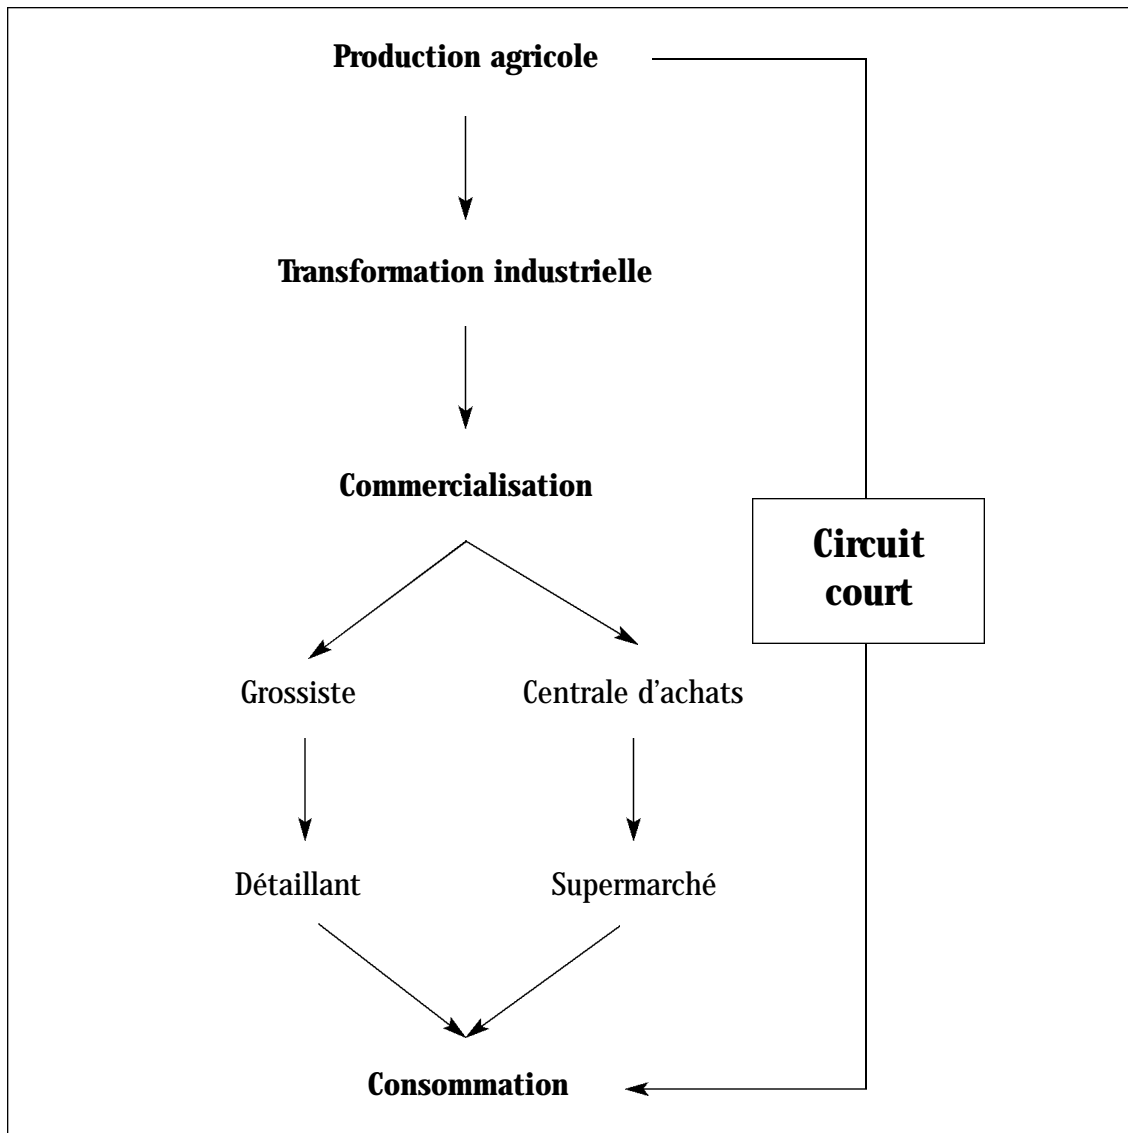 Production agricole
Transformation industrielle
Commercialisation
Circuit
court
Grossiste
Centrale d'achats
Détaillant
Supermarché
Consommation